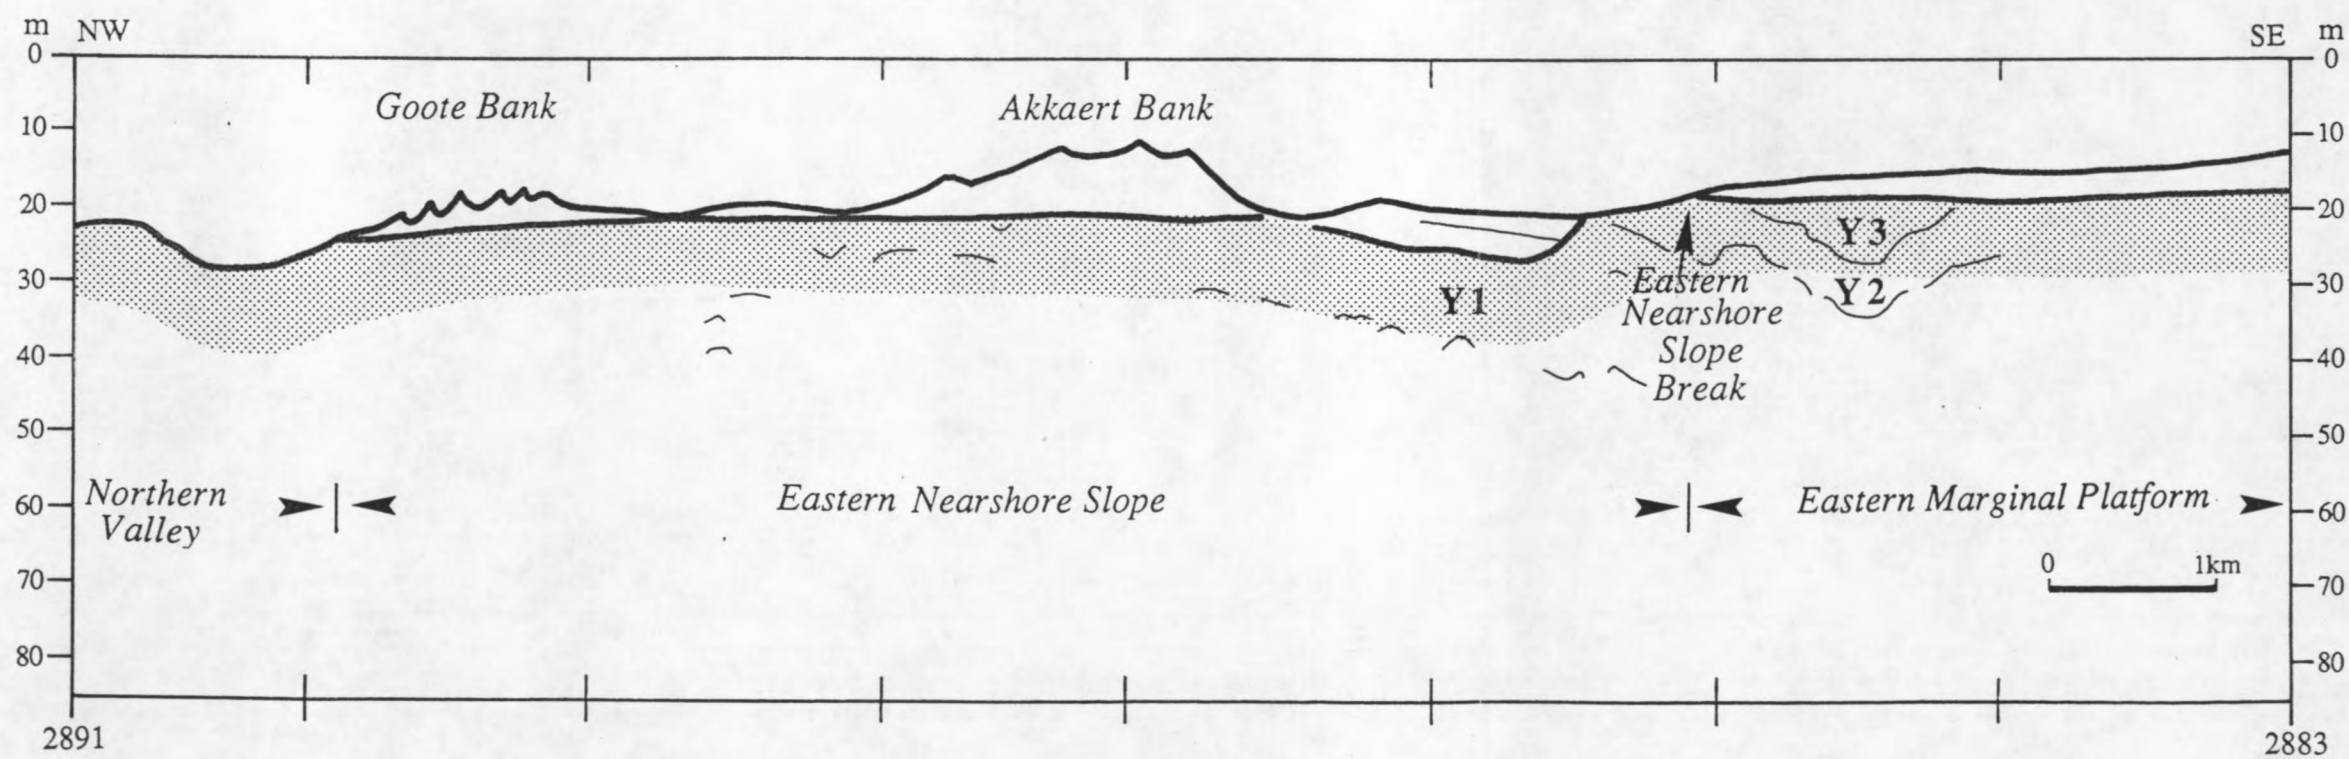 m NW SE m
0 0
Goote Bank Akkaert Bank
10 10
20 20
Y3
30 Y1 Eastern Y2 30
Nearshore
Slope
40 40
Break
50 50
Northern Eastern Nearshore Slope Eastern Marginal Platform
60 60
Valley
0 1km
70 70
80 80
2891 2883